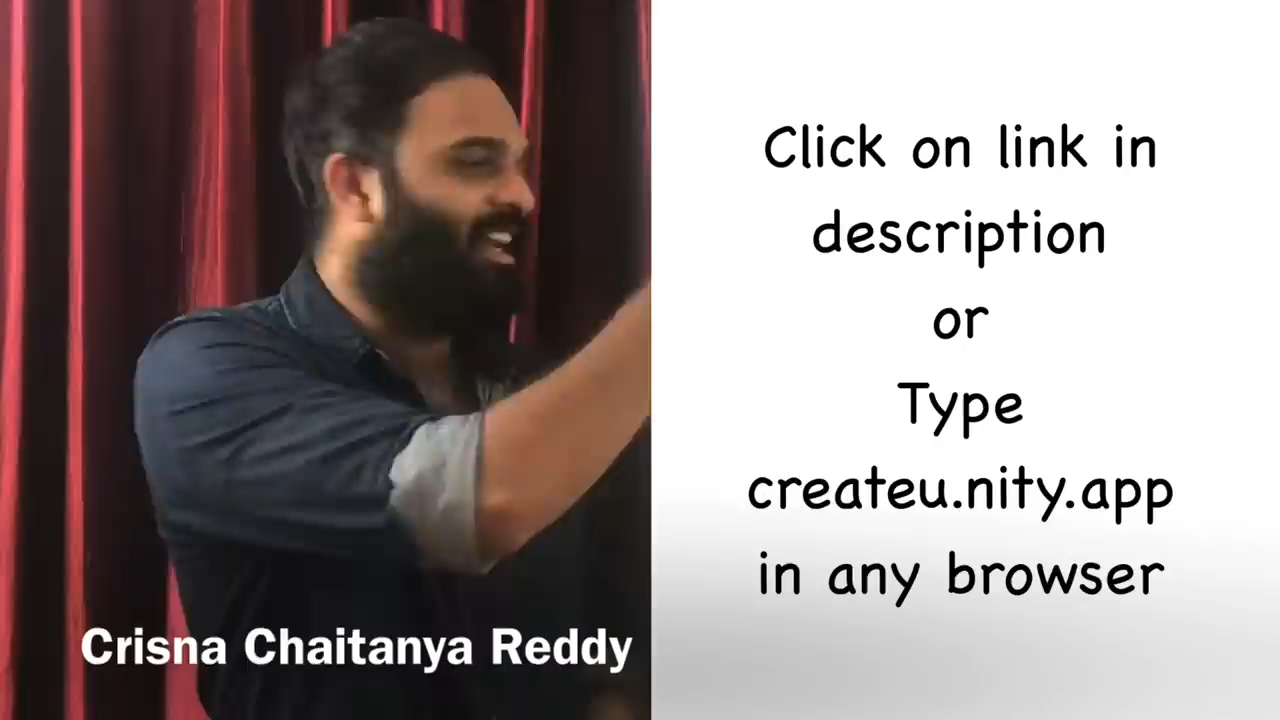 Crisna Chaitanya Reddy
Click on link in
description
or
Type
createu.nity.app
in any browser